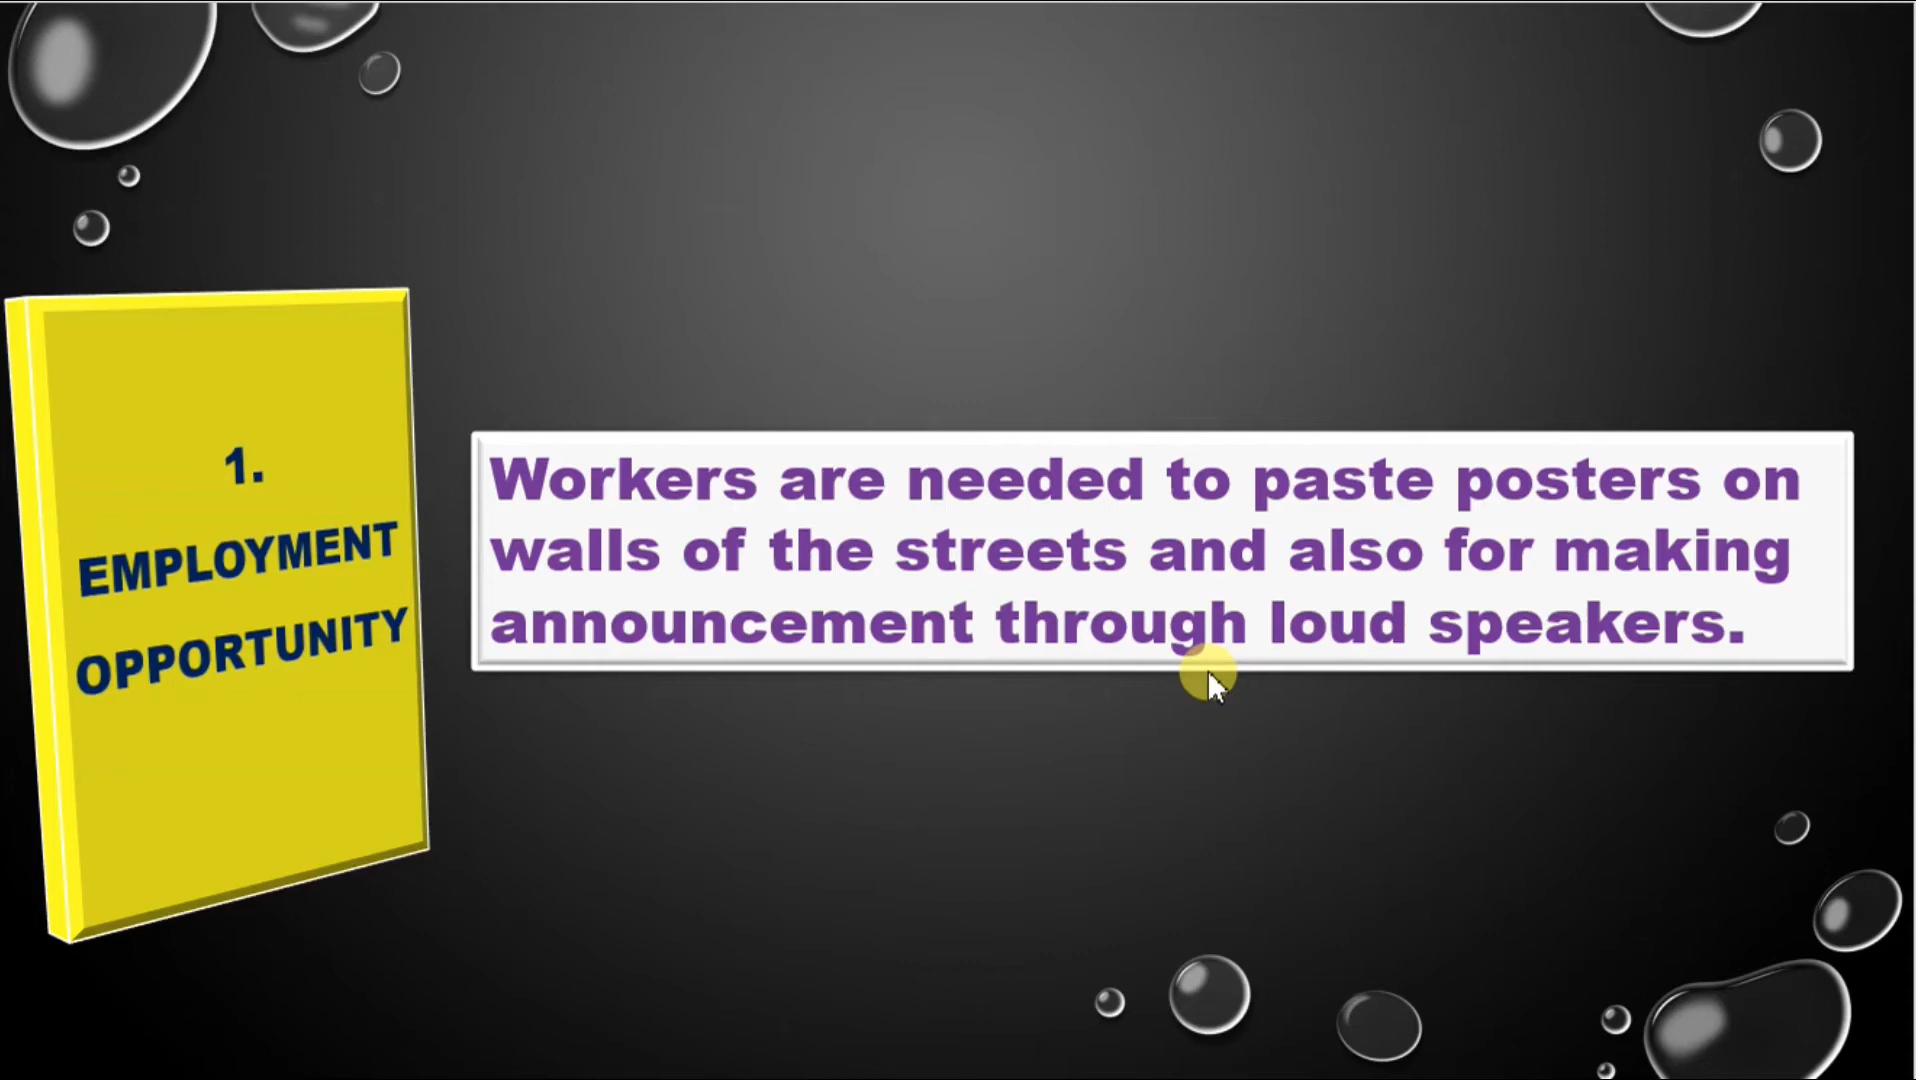 1.
EMPLOYMENT
OPPORTUNITY
Workers are needed to paste posters on
walls of the streets and also for making
announcement through loud speakers.